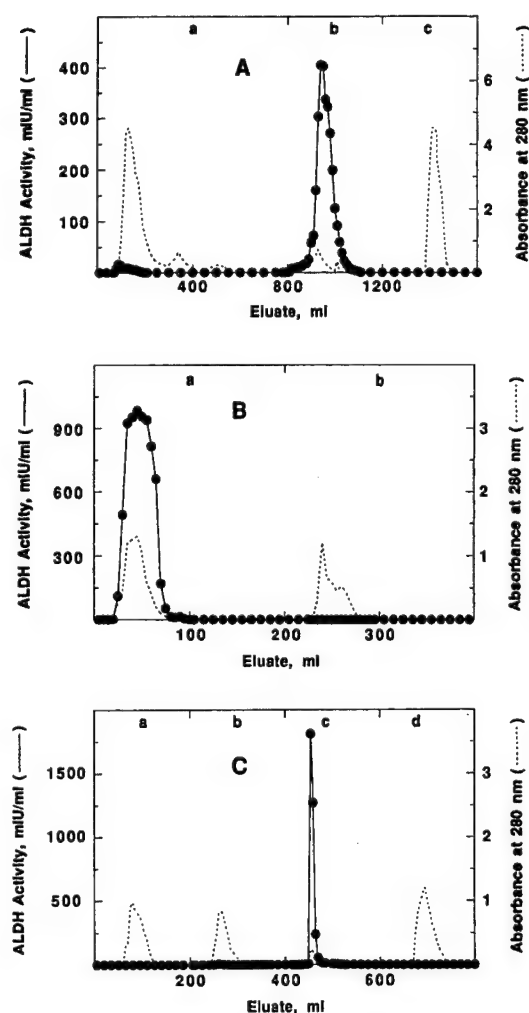 a b c
A
400
300
200
100
6
4
2
ALDH Activity, mIU/ml (——)
Absorbance at 280 nm (......)
400 800 1200
Eluate, ml
a b
B
900
600
300
3
2
1
ALDH Activity, mIU/ml (——)
Absorbance at 280 nm (......)
100 200 300
Eluate, ml
a b c d
C
1500
1000
500
3
2
1
ALDH Activity, mIU/ml (——)
Absorbance at 280 nm (......)
200 400 600
Eluate, ml